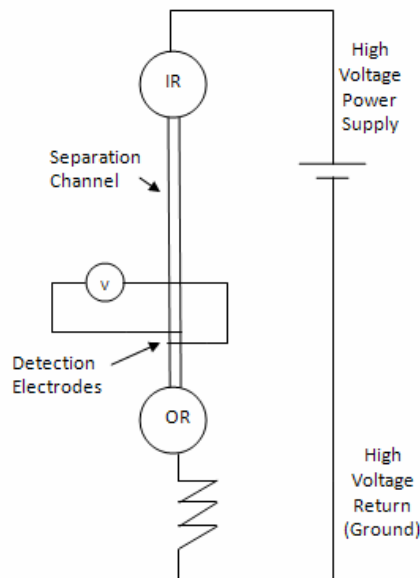 IR
High
Voltage
Power
Supply
Separation
Channel
V
Detection
Electrodes
OR
High
Voltage
Return
(Ground)